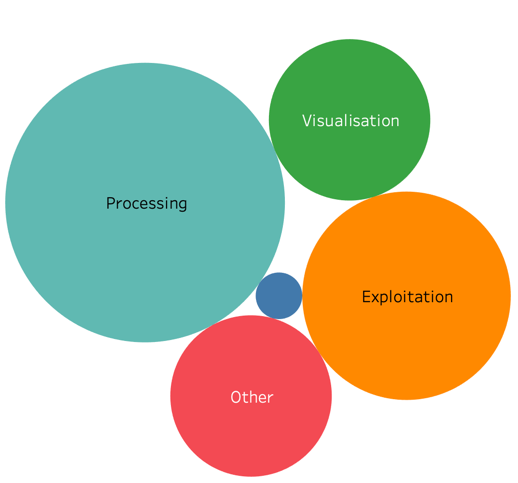 Visualisation
Processing
Exploitation
Other